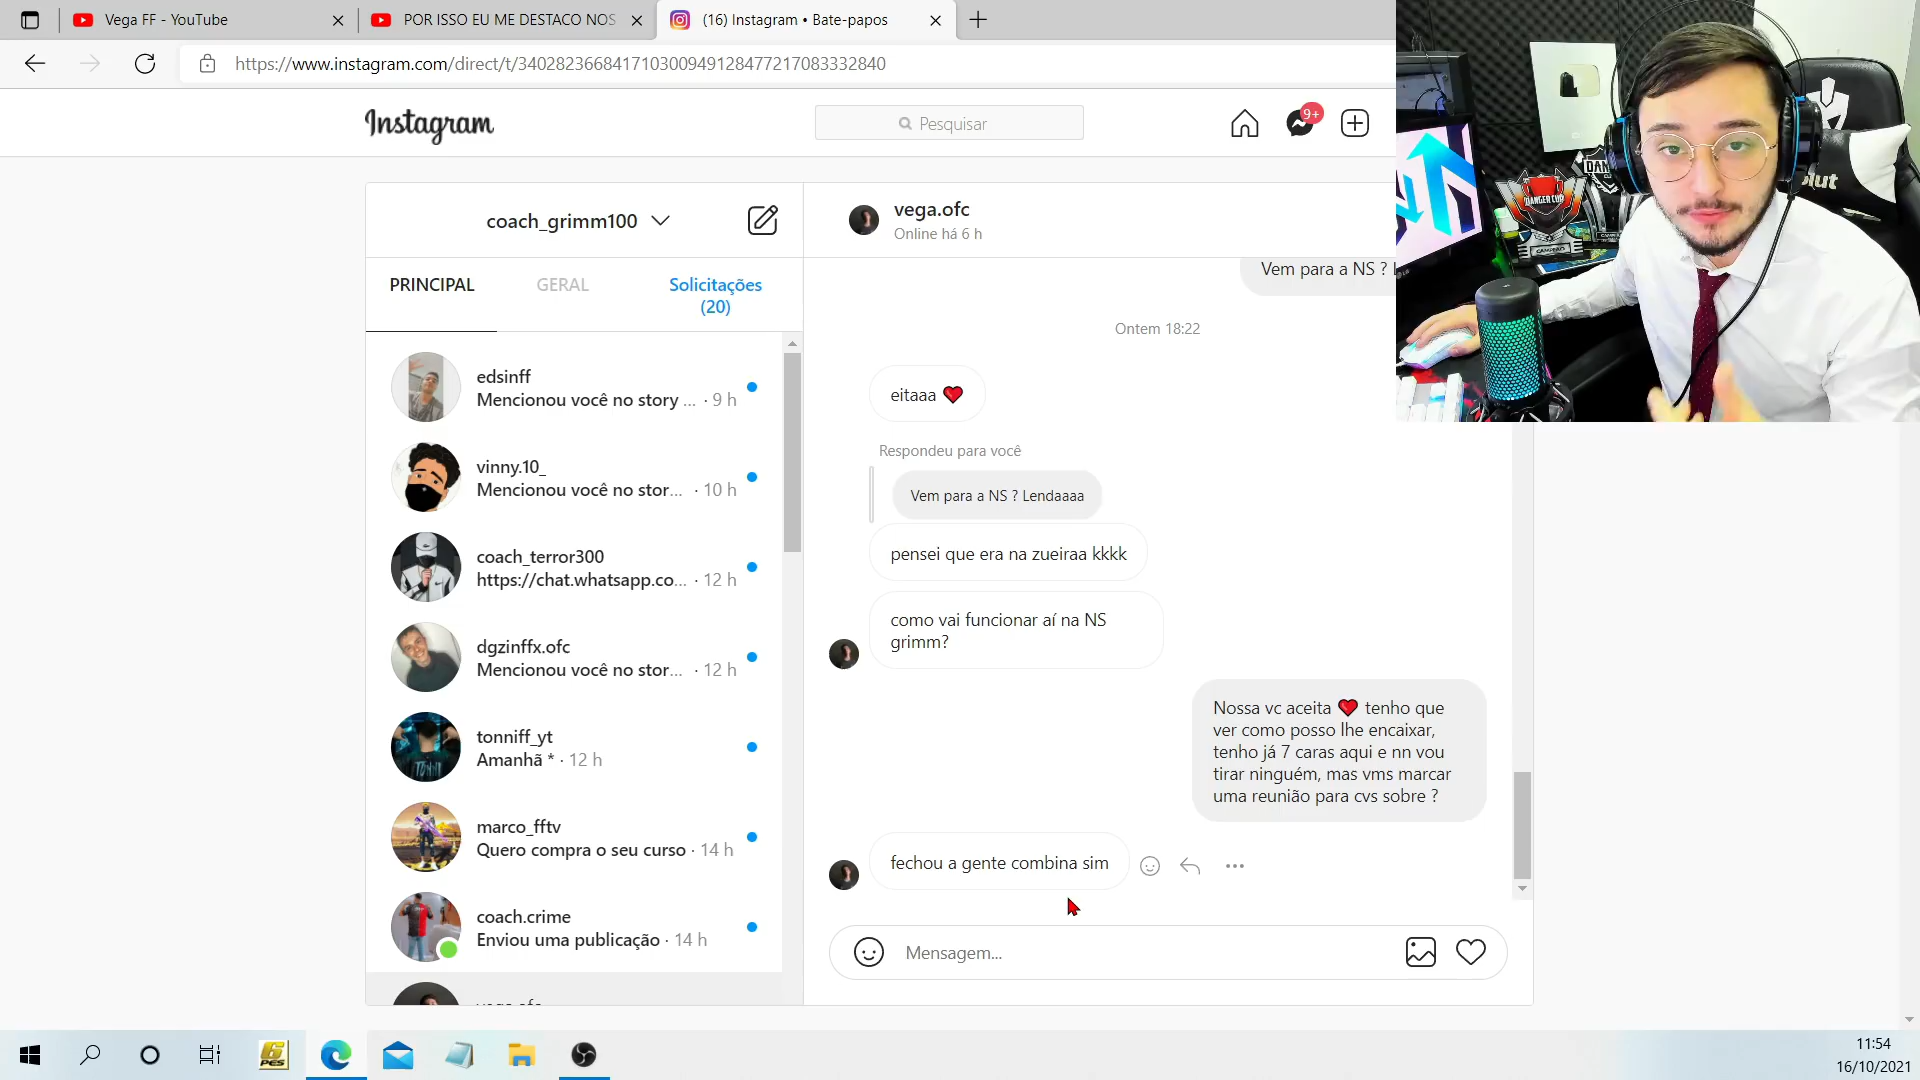 Vega FF - YouTube
POR ISSO EU ME DESTACO NOS
(16) Instagram • Bate-papos
https://www.instagram.com/direct/t/340282366841710300949128477217083332840
Instagram
Pesquisar
9+
coach_grimm100
PRINCIPAL
GERAL
Solicitações
(20)
edsinff
Mencionou você no story ... · 9 h
vinny.10_
Mencionou você no stor... · 10 h
coach_terror300
https://chat.whatsapp.co... · 12 h
dgzinffx.ofc
Mencionou você no stor... · 12 h
tonniff_yt
Amanhã * · 12 h
marco_fftv
Quero compra o seu curso · 14 h
coach.crime
Enviou uma publicação · 14 h
vega.ofc
Online há 6 h
Vem para a NS ?
Ontem 18:22
eitaaa ❤
Respondeu para você
Vem para a NS ? Lendaaaa
pensei que era na zueiraa kkkk
como vai funcionar aí na NS
grimm?
Nossa vc aceita ❤ tenho que
ver como posso lhe encaixar,
tenho já 7 caras aqui e nn vou
tirar ninguém, mas vms marcar
uma reunião para cvs sobre ?
fechou a gente combina sim
Mensagem...
DANGER CUP
CAMPEÃO
6
PES
11:54
16/10/2021